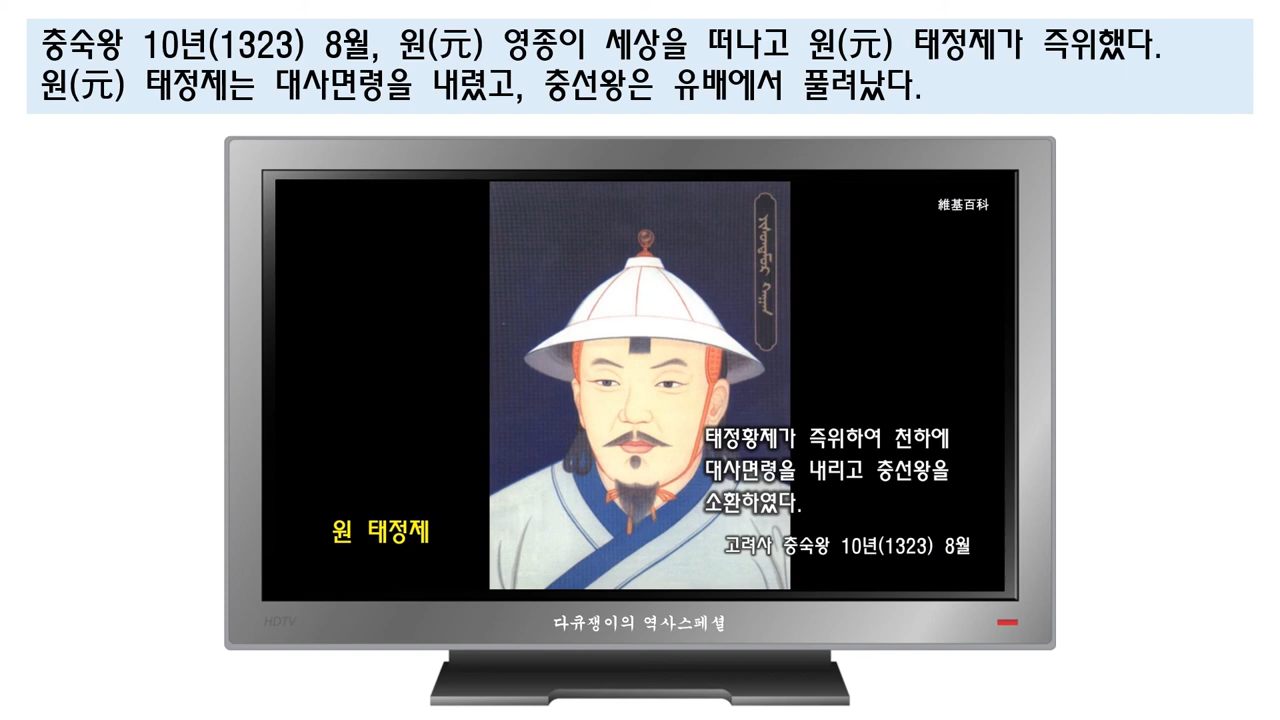 충숙왕 10년(1323) 8월, 원(元) 영종이 세상을 떠나고 원(元) 태정제가 즉위했다.
원(元) 태정제는 대사면령을 내렸고, 충선왕은 유배에서 풀려났다.
維基百科
태정황제가 즉위하여 천하에
대사면령을 내리고 충선왕을
소환하였다.
원 태정제
고려사 충숙왕 10년(1323) 8월
HDTV
다큐쟁이의 역사스페셜